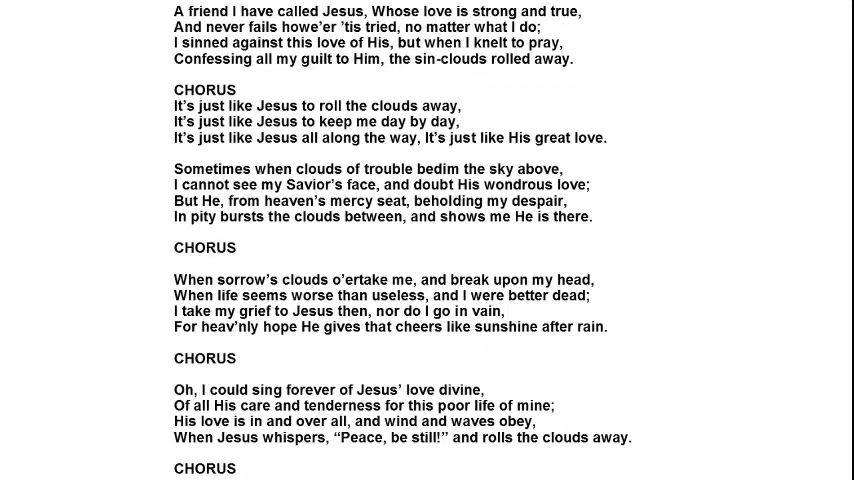 A friend I have called Jesus, Whose love is strong and true,
And never fails howe’er ’tis tried, no matter what I do;
I sinned against this love of His, but when I knelt to pray,
Confessing all my guilt to Him, the sin-clouds rolled away.
CHORUS
It’s just like Jesus to roll the clouds away,
It’s just like Jesus to keep me day by day,
It’s just like Jesus all along the way, It’s just like His great love.
Sometimes when clouds of trouble bedim the sky above,
I cannot see my Savior’s face, and doubt His wondrous love;
But He, from heaven’s mercy seat, beholding my despair,
In pity bursts the clouds between, and shows me He is there.
CHORUS
When sorrow’s clouds o’ertake me, and break upon my head,
When life seems worse than useless, and I were better dead;
I take my grief to Jesus then, nor do I go in vain,
For heav’nly hope He gives that cheers like sunshine after rain.
CHORUS
Oh, I could sing forever of Jesus’ love divine,
Of all His care and tenderness for this poor life of mine;
His love is in and over all, and wind and waves obey,
When Jesus whispers, “Peace, be still!” and rolls the clouds away.
CHORUS